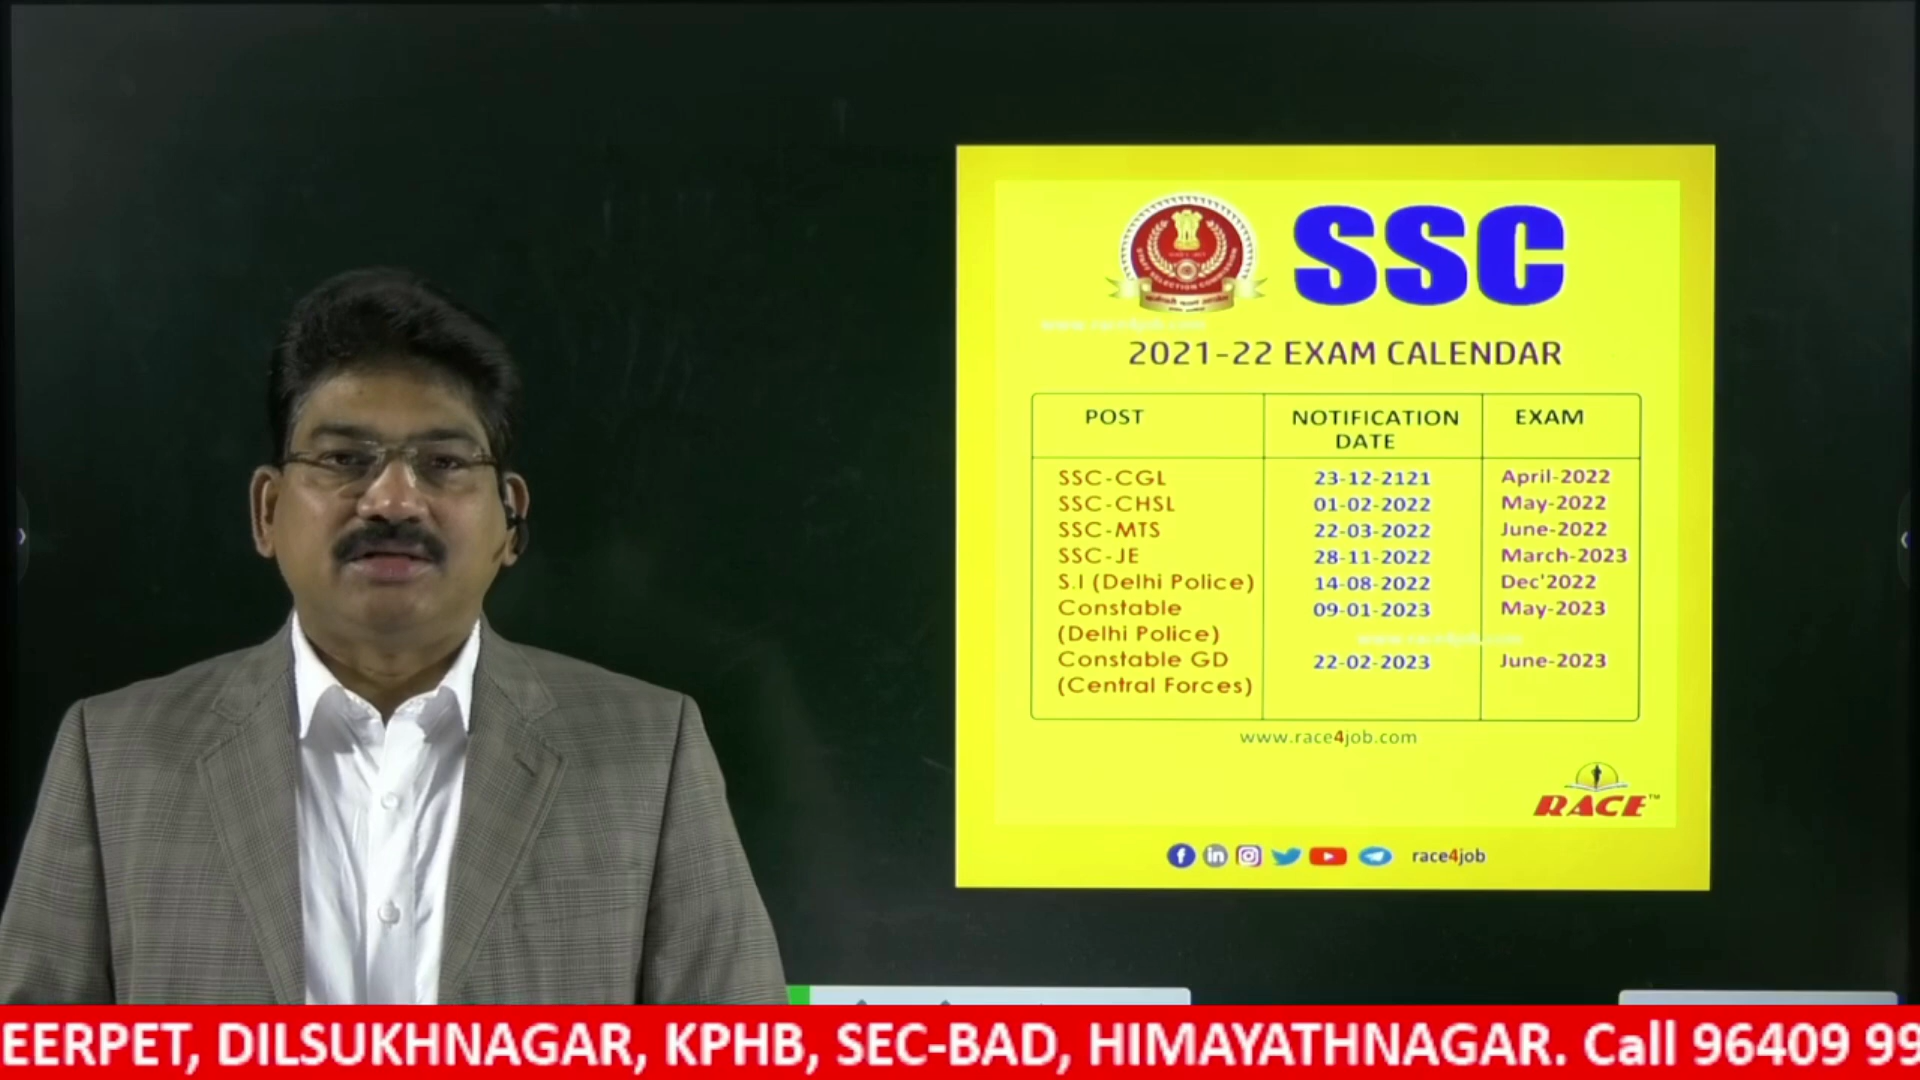 SSC
2021-22 EXAM CALENDAR
POST NOTIFICATION DATE EXAM
SSC-CGL 23-12-2121 April-2022
SSC-CHSL 01-02-2022 May-2022
SSC-MTS 22-03-2022 June-2022
SSC-JE 28-11-2022 March-2023
S.I (Delhi Police) 14-08-2022 Dec'2022
Constable 09-01-2023 May-2023
(Delhi Police)
Constable GD 22-02-2023 June-2023
(Central Forces)
www.race4job.com
RACE™
race4job
EERPET, DILSUKHNAGAR, KPHB, SEC-BAD, HIMAYATHNAGAR. Call 96409 99